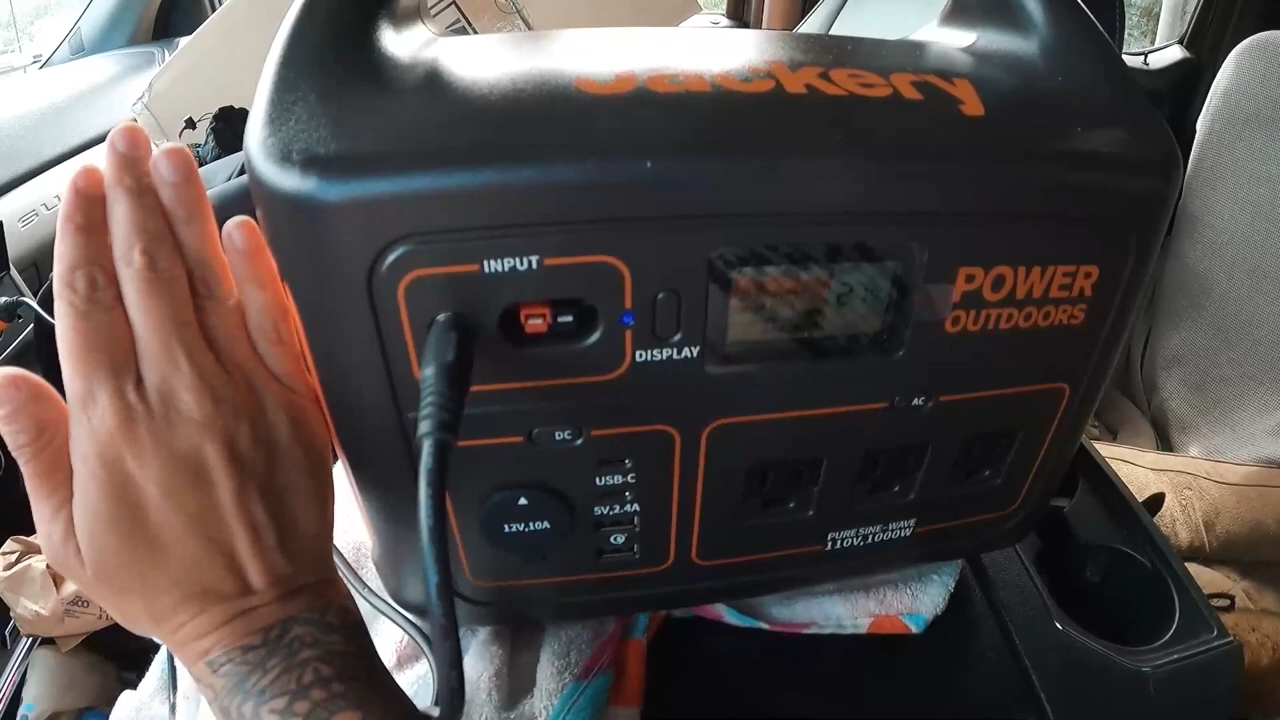 Jackery
INPUT
DISPLAY
POWER
OUTDOORS
DC
AC
USB-C
5V,2.4A
12V,10A
PURE SINE-WAVE
110V,1000W